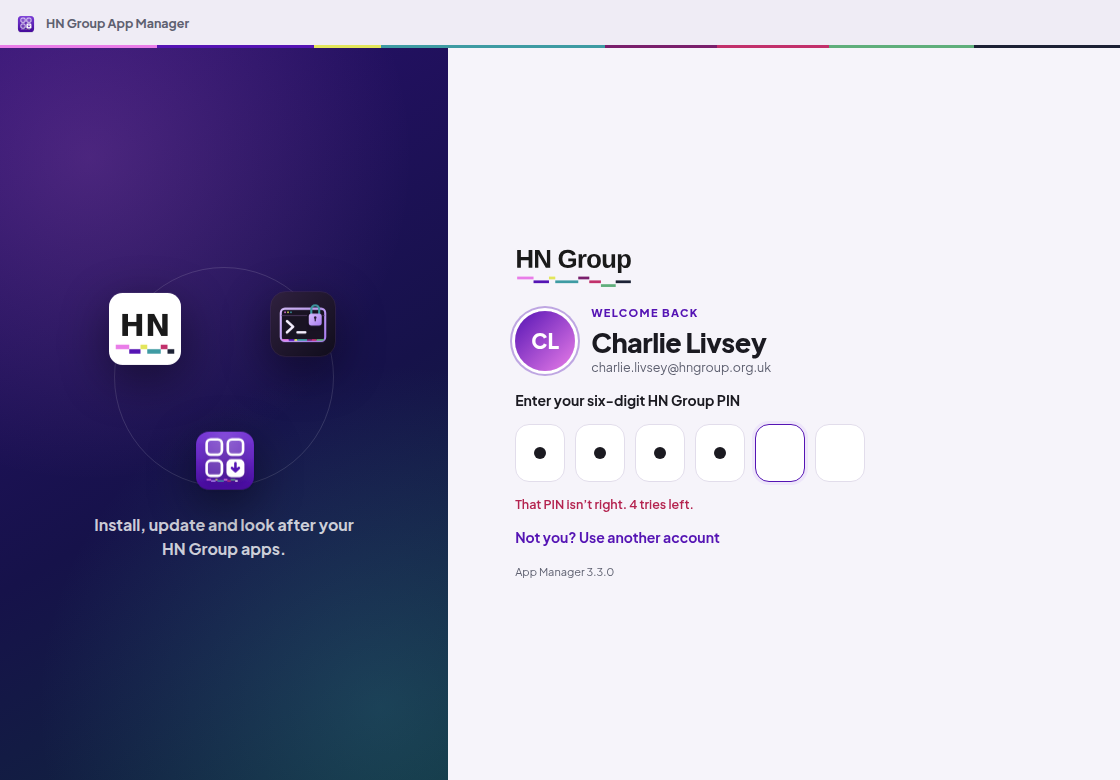 HN Group App Manager
HN
Install, update and look after your
HN Group apps.
HN Group
CL
WELCOME BACK
Charlie Livsey
charlie.livsey@hngroup.org.uk
Enter your six-digit HN Group PIN
That PIN isn't right. 4 tries left.
Not you? Use another account
App Manager 3.3.0